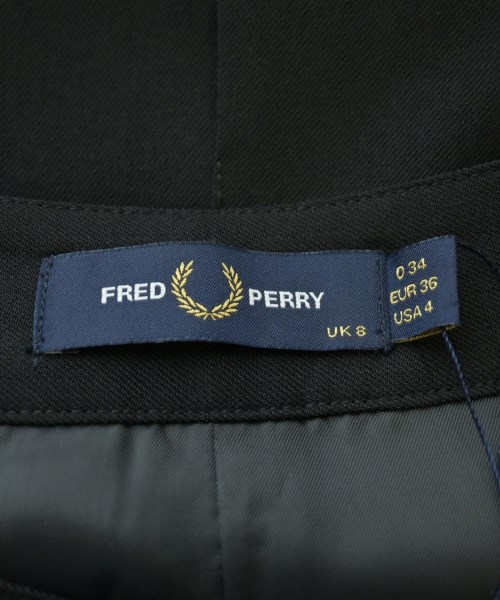 FRED PERRY
UK 8
D 34
EUR 36
USA 4